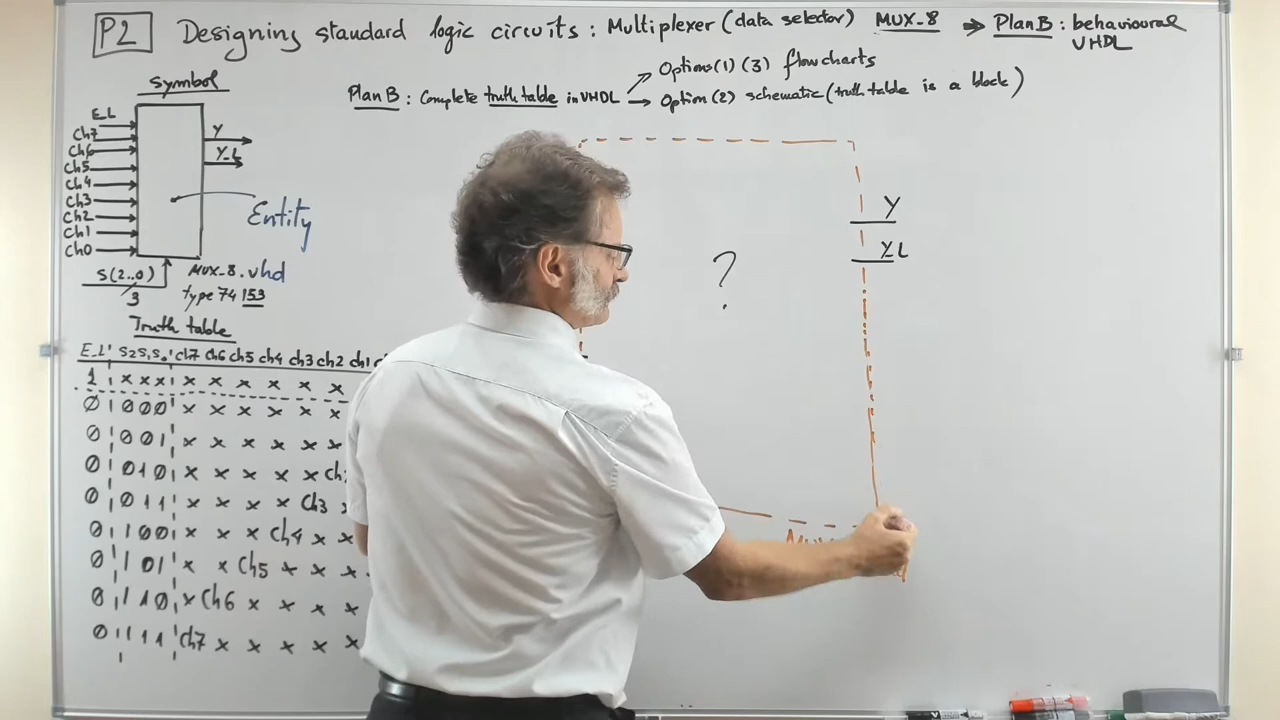 P2 Designing standard logic circuits : Multiplexer (data selector) MUX_8 ⇒ Plan B : behavioural VHDL
Plan B : Complete truth table in VHDL
→ Options (1) (3) flowcharts
→ Option (2) schematic (truth table is a block)
Symbol
E_L
Ch7
Ch6
Ch5
Ch4
Ch3
Ch2
Ch1
Ch0
Y
Y_L
Entity
S(2..0)
3
MUX_8.vhd
type 74153
Truth table
E_L S2 S1 S0 Ch7 Ch6 Ch5 Ch4 Ch3 Ch2 Ch1
1 x x x x x x x x x
0 0 0 0 x x x x x x
0 0 0 1 x x x x x x
0 0 1 0 x x x x x
0 0 1 1 x x x x Ch3 x
0 1 0 0 x x x Ch4 x x
0 1 0 1 x x Ch5 x x x
0 1 1 0 x Ch6 x x x x
0 1 1 1 Ch7 x x x x x
?
Y
Y_L